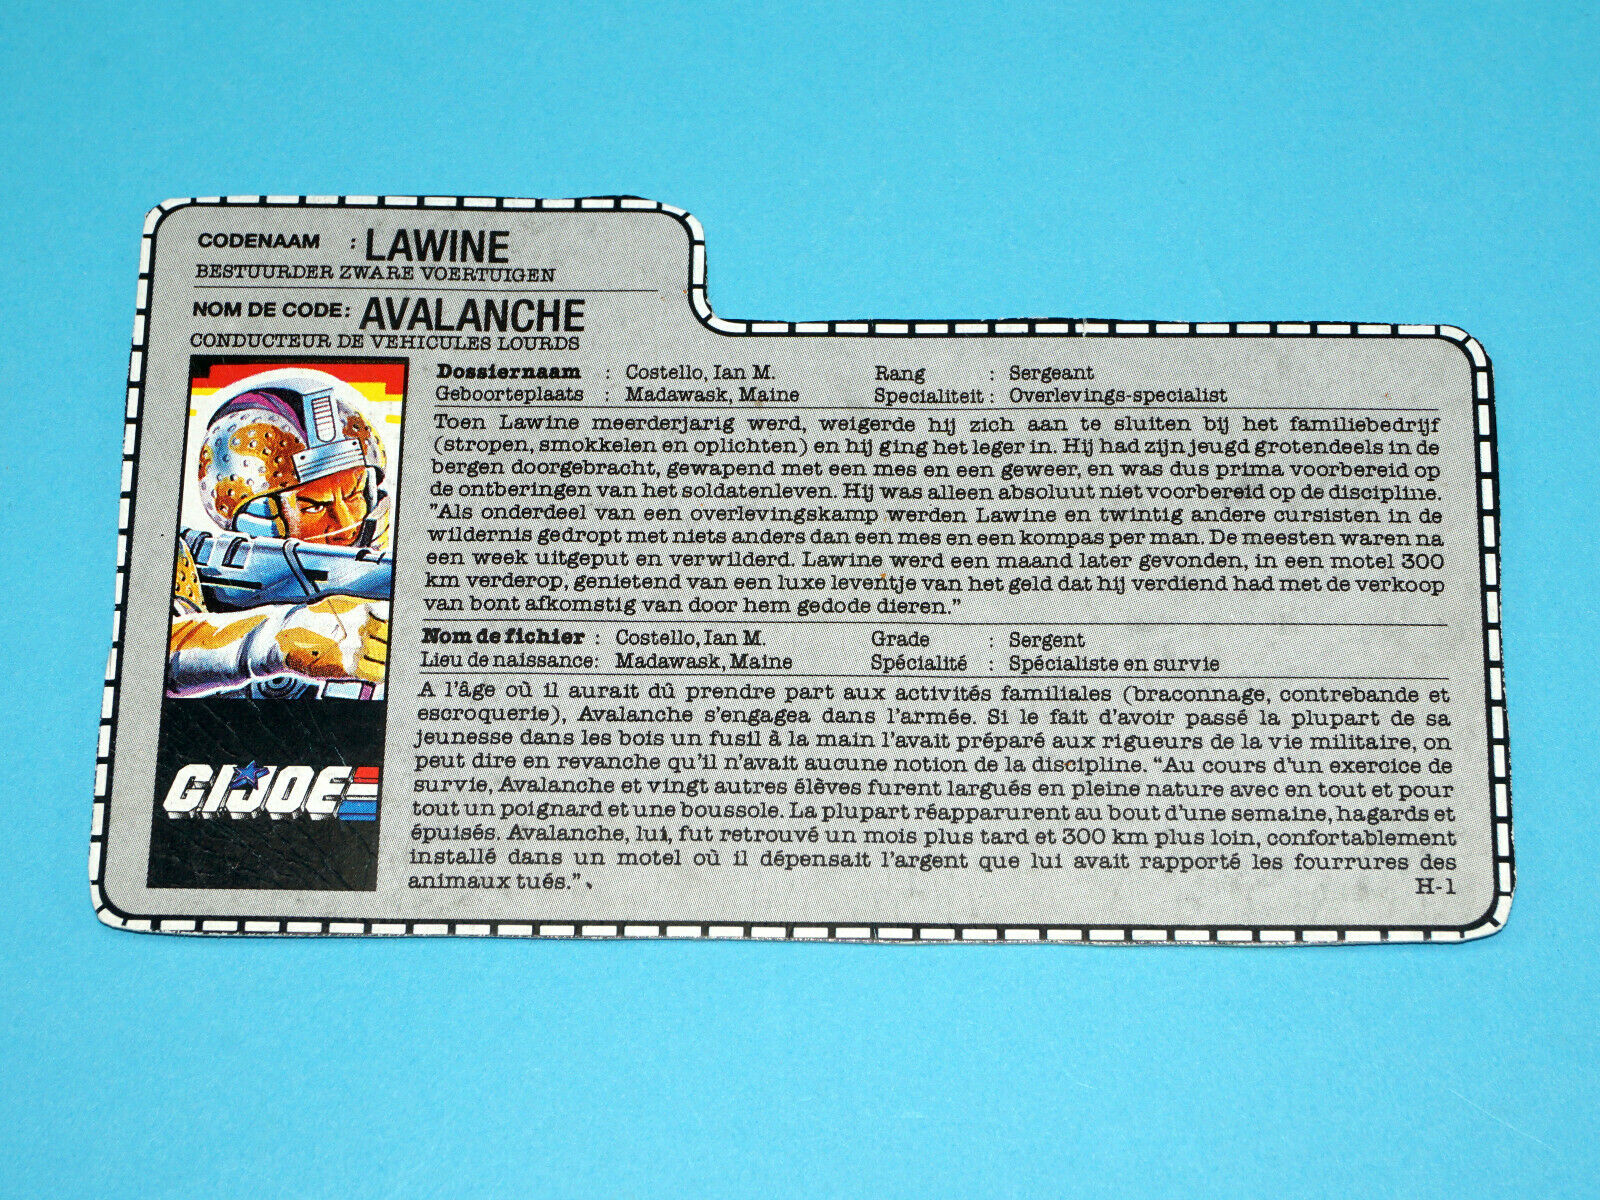 CODENAAM : LAWINE
BESTUURDER ZWARE VOERTUIGEN
NOM DE CODE: AVALANCHE
CONDUCTEUR DE VEHICULES LOURDS
Dossiernaam : Costello, Ian M. Rang : Sergeant
Geboorteplaats : Madawask, Maine Specialiteit : Overlevings-specialist
Toen Lawine meerderjarig werd, weigerde hij zich aan te sluiten bij het familiebedrijf
(stropen, smokkelen en oplichten) en hij ging het leger in. Hij had zijn jeugd grotendeels in de
bergen doorgebracht, gewapend met een mes en een geweer, en was dus prima voorbereid op
de ontberingen van het soldatenleven. Hij was alleen absoluut niet voorbereid op de discipline.
"Als onderdeel van een overlevingskamp werden Lawine en twintig andere cursisten in de
wildernis gedropt met niets anders dan een mes en een kompas per man. De meesten waren na
een week uitgeput en verwilderd. Lawine werd een maand later gevonden, in een motel 300
km verderop, genietend van een luxe leventje van het geld dat hij verdiend had met de verkoop
van bont afkomstig van door hem gedode dieren."
Nom de fichier : Costello, Ian M. Grade : Sergent
Lieu de naissance: Madawask, Maine Spécialité : Spécialiste en survie
A l'âge où il aurait dû prendre part aux activités familiales (braconnage, contrebande et
escroquerie), Avalanche s'engagea dans l'armée. Si le fait d'avoir passé la plupart de sa
jeunesse dans les bois un fusil à la main l'avait préparé aux rigueurs de la vie militaire, on
peut dire en revanche qu'il n'avait aucune notion de la discipline. "Au cours d'un exercice de
survie, Avalanche et vingt autres élèves furent largués en pleine nature avec en tout et pour
tout un poignard et une boussole. La plupart réapparurent au bout d'une semaine, hagards et
épuisés. Avalanche, lui, fut retrouvé un mois plus tard et 300 km plus loin, confortablement
installé dans un motel où il dépensait l'argent que lui avait rapporté les fourrures des
animaux tués."
H-1
GI JOE